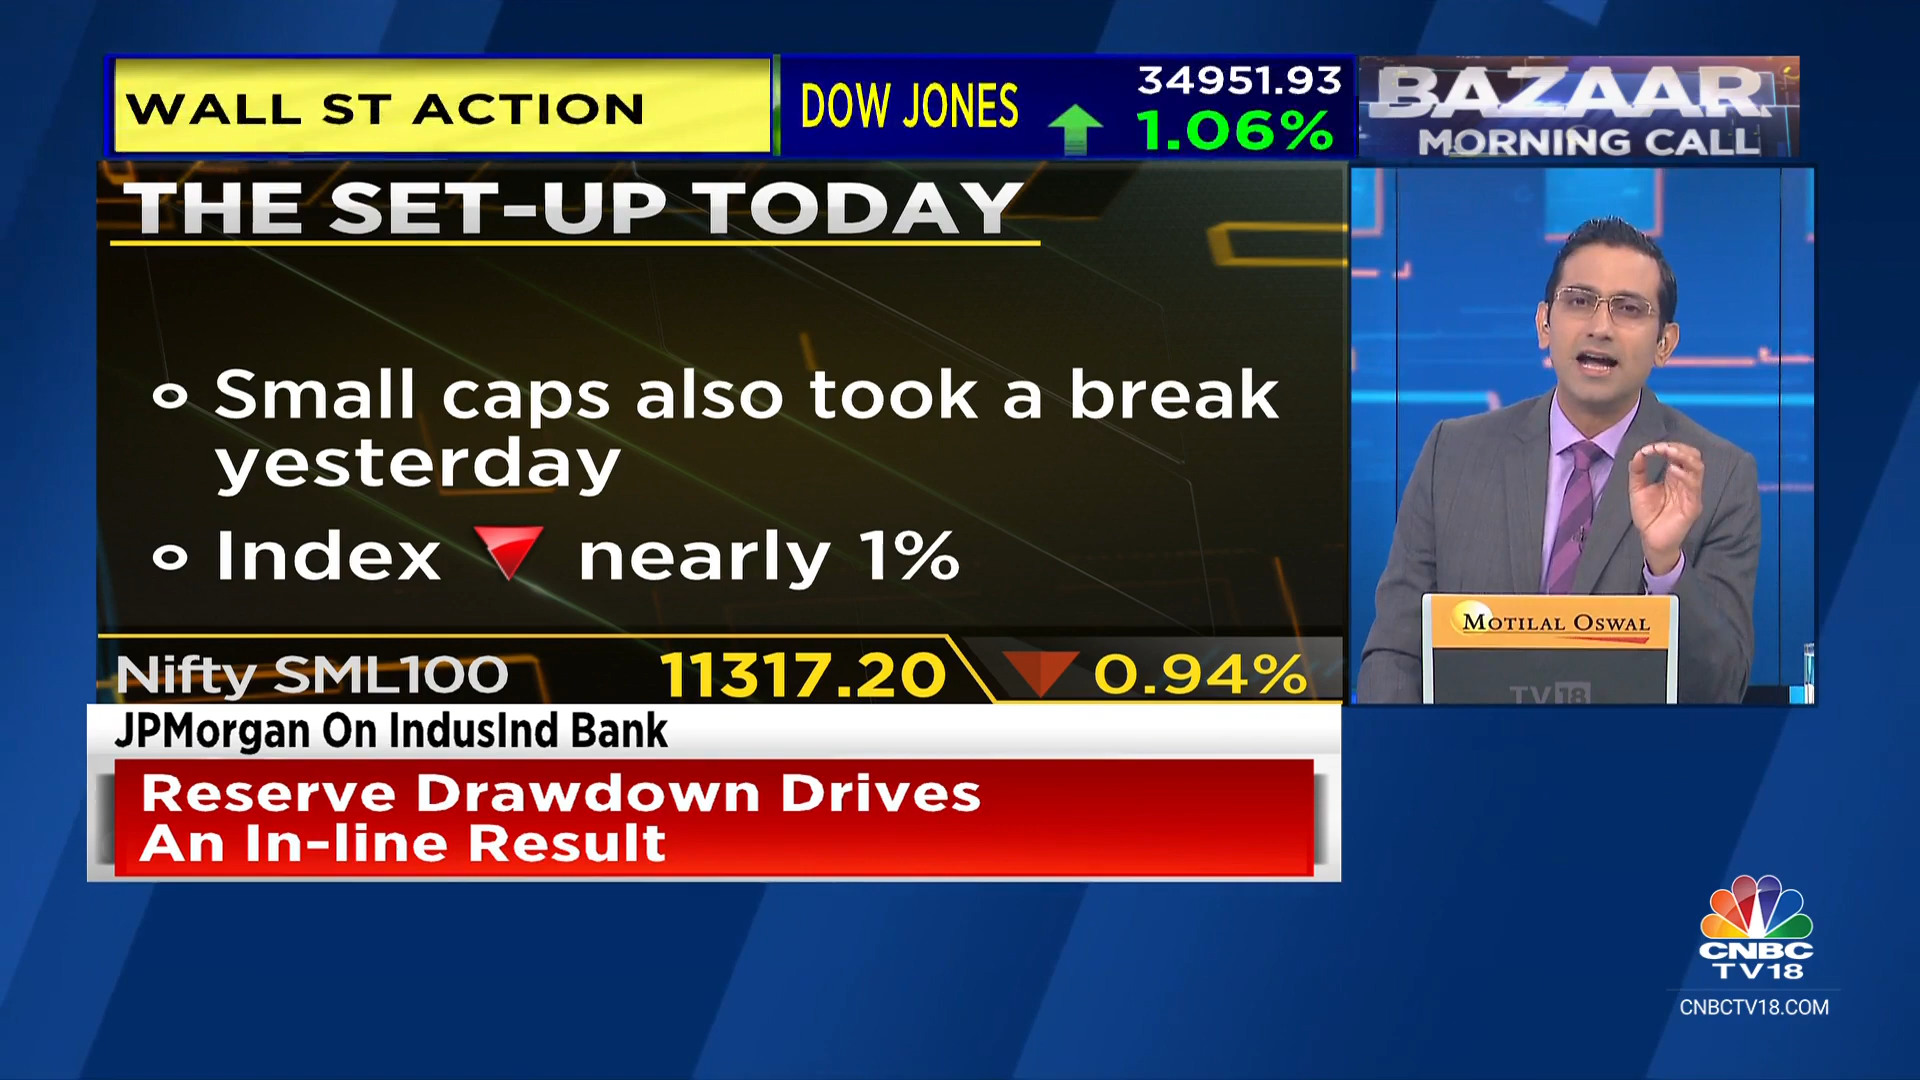 WALL ST ACTION
DOW JONES
34951.93
1.06%
BAZAAR
MORNING CALL
THE SET-UP TODAY
Small caps also took a break
yesterday
Index nearly 1%
Nifty SML100 11317.20 0.94%
MOTILAL OSWAL
TV18
JPMorgan On IndusInd Bank
Reserve Drawdown Drives
An In-line Result
CNBC
TV18
CNBCTV18.COM